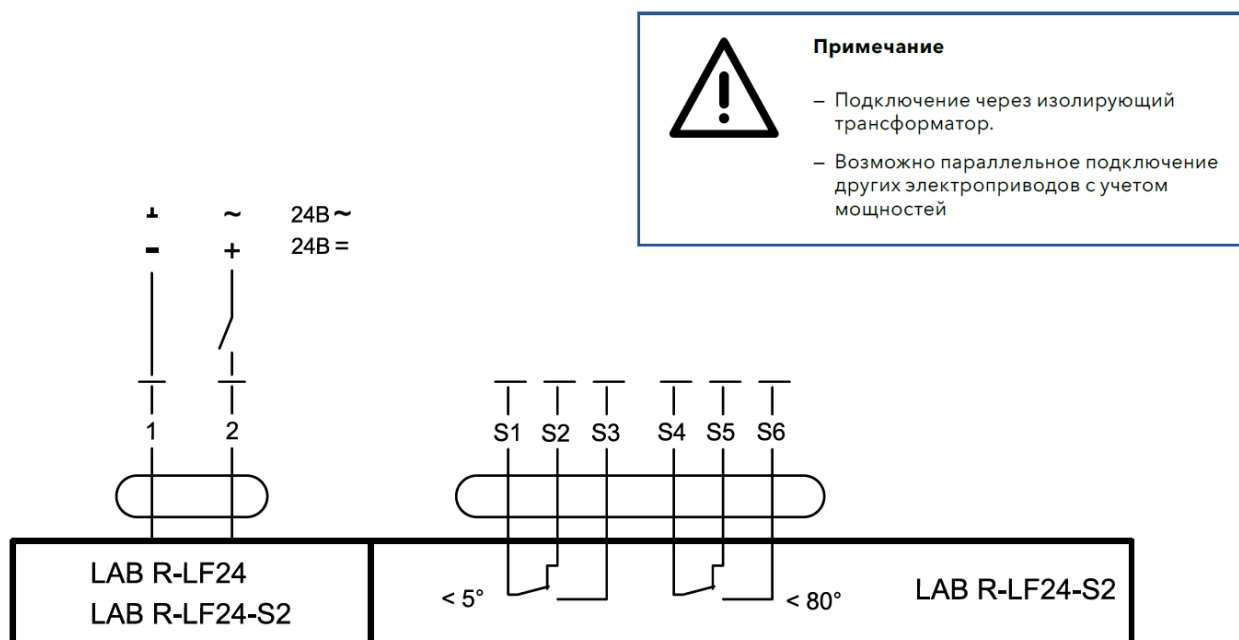 Примечание
– Подключение через изолирующий
трансформатор.
– Возможно параллельное подключение
других электроприводов с учетом
мощностей
⊥ ~ 24В ~
- + 24В =
1 2 S1 S2 S3 S4 S5 S6
LAB R-LF24
LAB R-LF24-S2
< 5°
< 80°
LAB R-LF24-S2